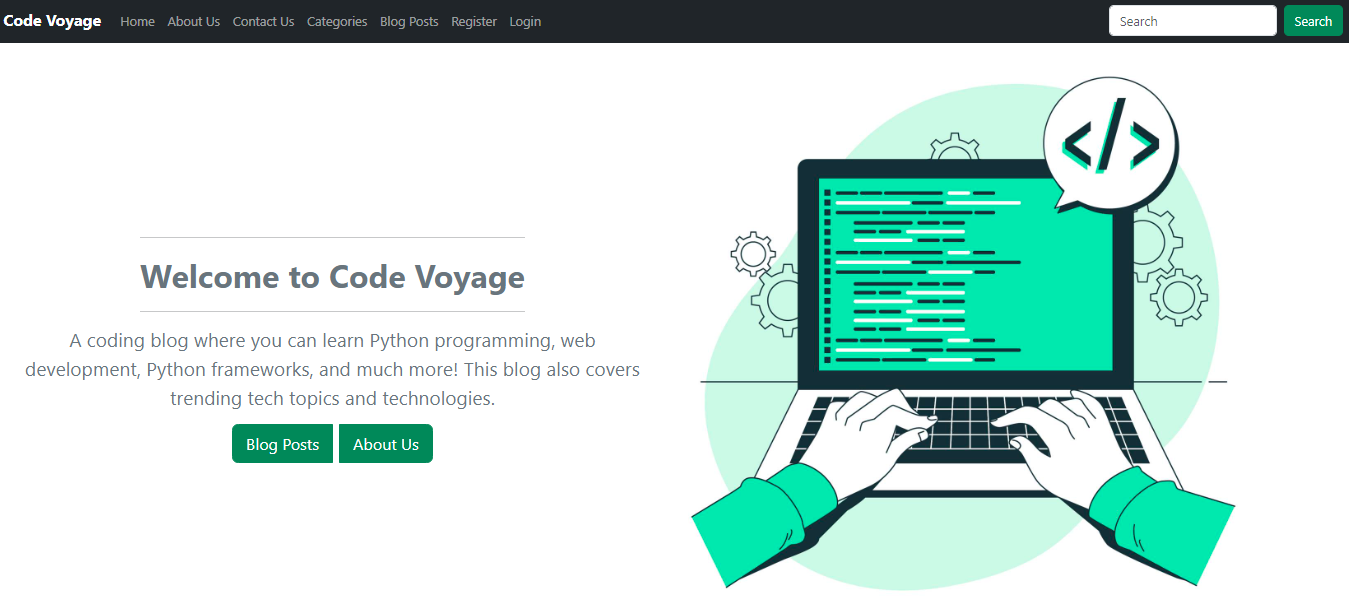 Code Voyage Home About Us Contact Us Categories Blog Posts Register Login Search Search
</>
Welcome to Code Voyage
A coding blog where you can learn Python programming, web
development, Python frameworks, and much more! This blog also covers
trending tech topics and technologies.
Blog Posts About Us